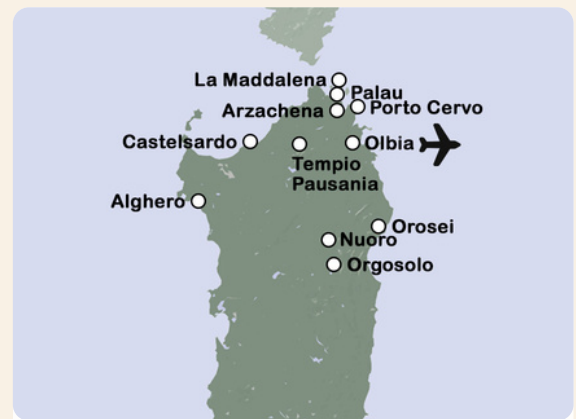 La Maddalena
Palau
Arzachena
Porto Cervo
Castelsardo
Olbia
Tempio
Pausania
Alghero
Orosei
Nuoro
Orgosolo